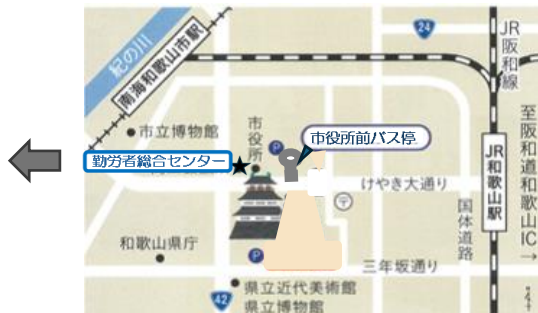 紀の川
南海和歌山市駅
24
JR阪和線
市立博物館
市役所
P
市役所前バス停
勤労者総合センター
けやき大通り
〒
JR和歌山駅
至阪和道和歌山IC→
国体道路
和歌山県庁
P
三年坂通り
42
県立近代美術館
県立博物館